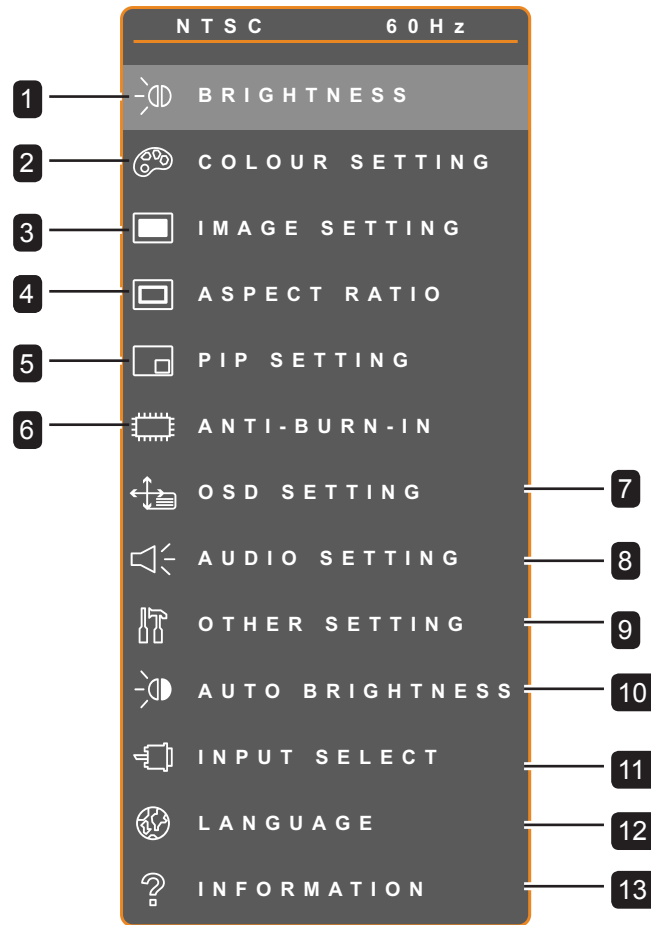 NTSC 60Hz
1 BRIGHTNESS
2 COLOUR SETTING
3 IMAGE SETTING
4 ASPECT RATIO
5 PIP SETTING
6 ANTI-BURN-IN
OSD SETTING 7
AUDIO SETTING 8
OTHER SETTING 9
AUTO BRIGHTNESS 10
INPUT SELECT 11
LANGUAGE 12
INFORMATION 13